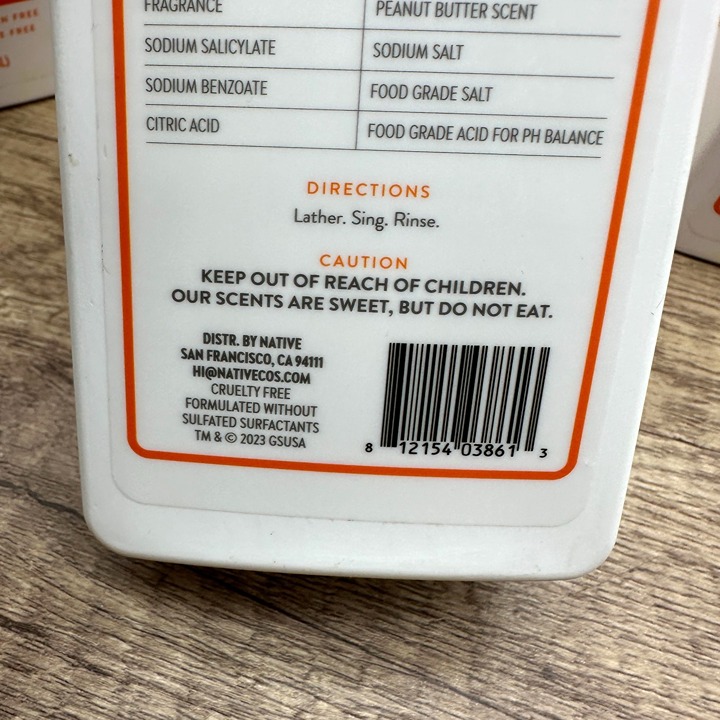 N FREE
E FREE
FRAGRANCE PEANUT BUTTER SCENT
SODIUM SALICYLATE SODIUM SALT
SODIUM BENZOATE FOOD GRADE SALT
CITRIC ACID FOOD GRADE ACID FOR PH BALANCE
DIRECTIONS
Lather. Sing. Rinse.
CAUTION
KEEP OUT OF REACH OF CHILDREN.
OUR SCENTS ARE SWEET, BUT DO NOT EAT.
DISTR. BY NATIVE
SAN FRANCISCO, CA 94111
HI@NATIVECOS.COM
CRUELTY FREE
FORMULATED WITHOUT
SULFATED SURFACTANTS
TM & © 2023 GSUSA
8 12154 03861 3